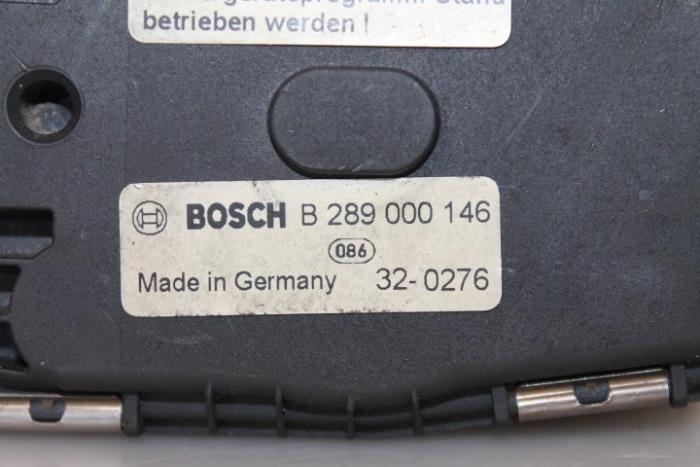 betrieben werden !
BOSCH B 289 000 146
086
Made in Germany 32-0276